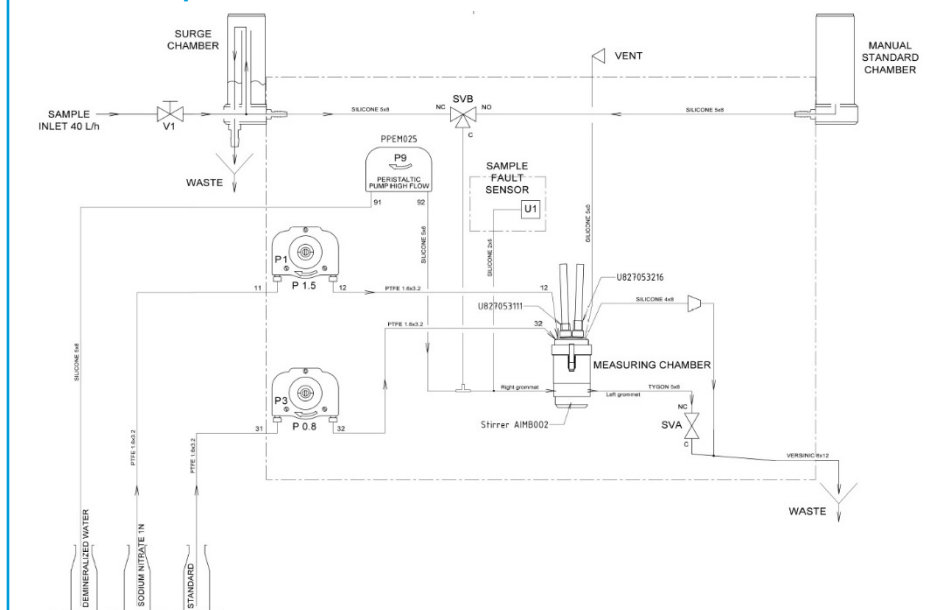 SURGE
CHAMBER
VENT
MANUAL
STANDARD
CHAMBER
SAMPLE
INLET 40 L/h
V1
SILICONE 5x8
NC
SVB
NO
SILICONE 5x8
C
WASTE
PPEM025
P9
PERISTALTIC
PUMP HIGH FLOW
91
92
SAMPLE
FAULT
SENSOR
U1
SILICONE 5x8
SILICONE 2x6
SILICONE 5x8
P1
P 1.5
11
12
PTFE 1.6x3.2
12
U827053216
U827053111
SILICONE 4x8
PTFE 1.6x3.2
32
MEASURING CHAMBER
SILICONE 5x8
P3
P 0.8
31
32
Right grommet
TYGON 5x8
Left grommet
Stirrer AIMB002
NC
SVA
C
VERSINIC 8x12
WASTE
PTFE 1.6x3.2
PTFE 1.6x3.2
DEMINERALIZED WATER
SODIUM NITRATE 1N
STANDARD